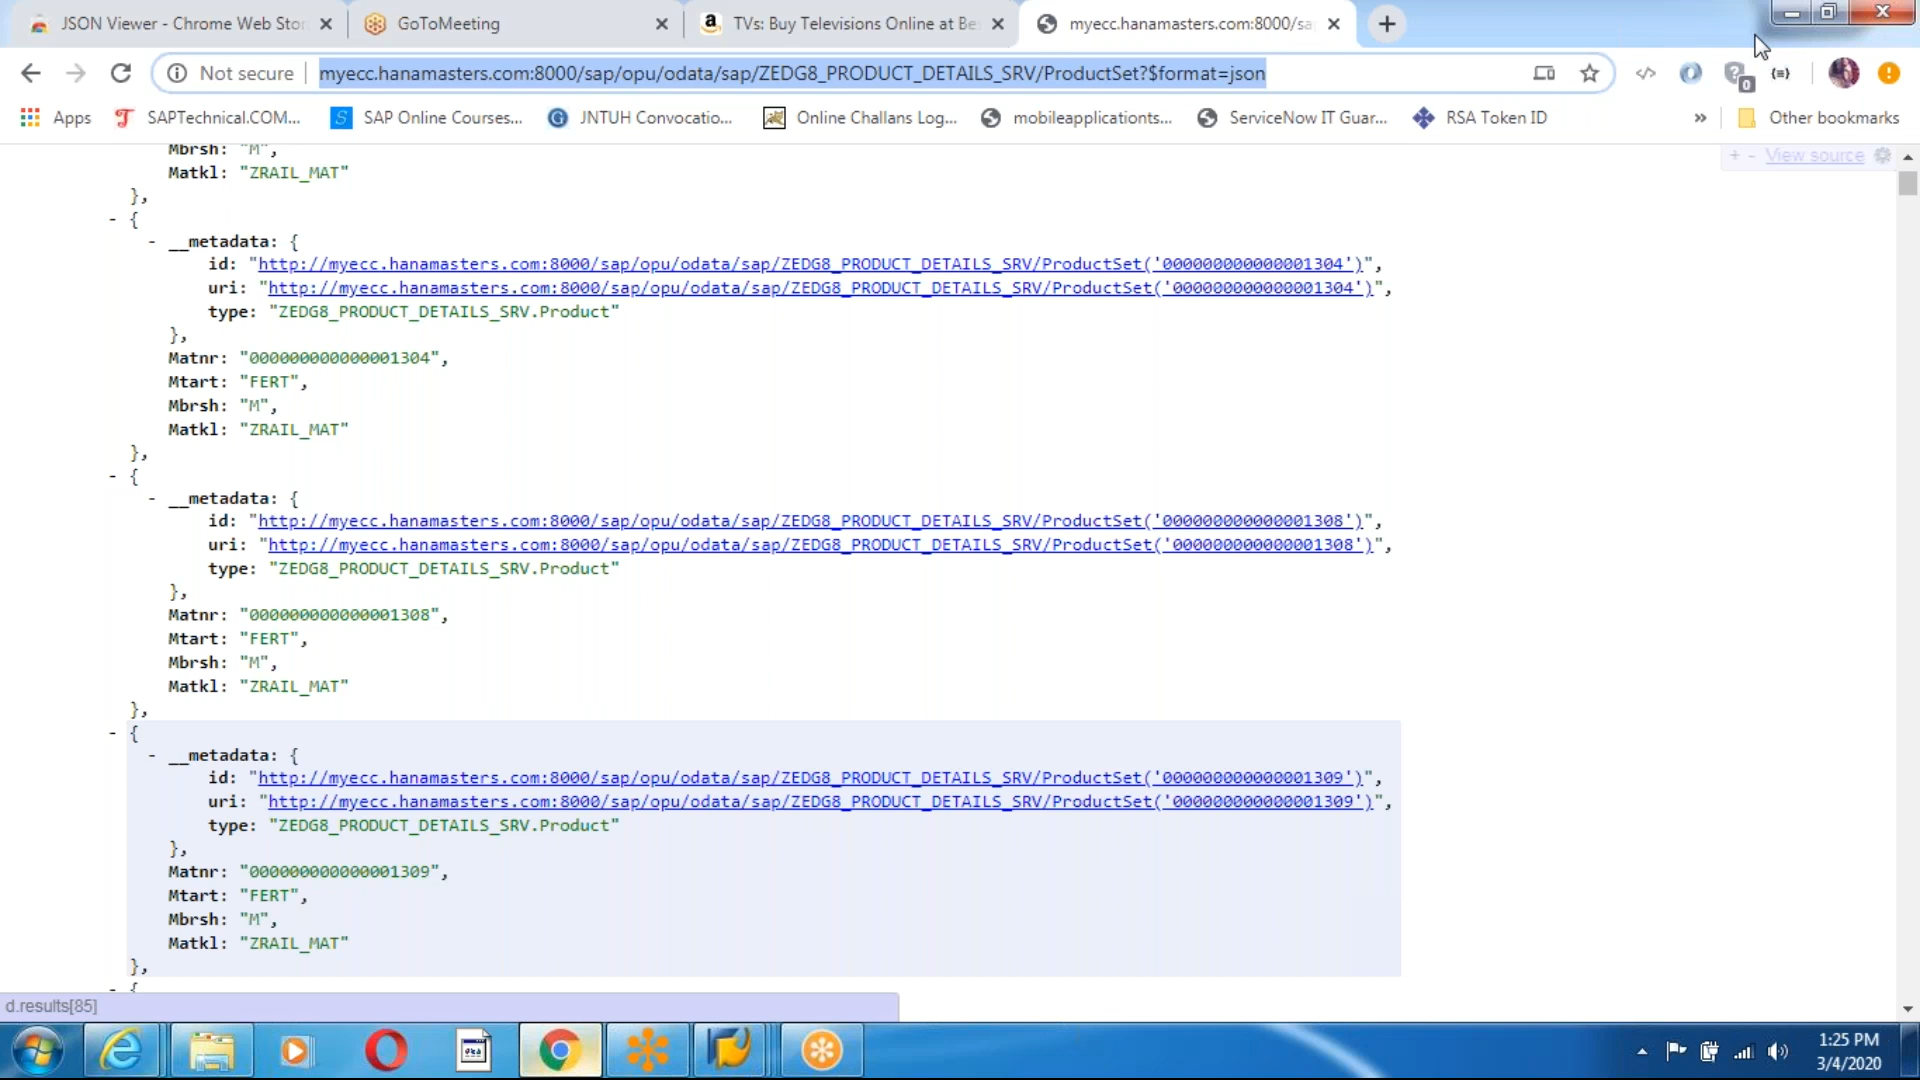 JSON Viewer - Chrome Web Stor
GoToMeeting
TVs: Buy Televisions Online at Be
myecc.hanamasters.com:8000/sa
Not secure
myecc.hanamasters.com:8000/sap/opu/odata/sap/ZEDG8_PRODUCT_DETAILS_SRV/ProductSet?$format=json
0
Apps
SAPTechnical.COM...
SAP Online Courses...
JNTUH Convocatio...
Online Challans Log...
mobileapplicationts...
ServiceNow IT Guar...
RSA Token ID
»
Other bookmarks
+ - View source
Mbrsh: "M",
Matkl: "ZRAIL_MAT"
},
- {
- __metadata: {
id: "http://myecc.hanamasters.com:8000/sap/opu/odata/sap/ZEDG8_PRODUCT_DETAILS_SRV/ProductSet('000000000000001304')",
uri: "http://myecc.hanamasters.com:8000/sap/opu/odata/sap/ZEDG8_PRODUCT_DETAILS_SRV/ProductSet('000000000000001304')",
type: "ZEDG8_PRODUCT_DETAILS_SRV.Product"
},
Matnr: "000000000000001304",
Mtart: "FERT",
Mbrsh: "M",
Matkl: "ZRAIL_MAT"
},
- {
- __metadata: {
id: "http://myecc.hanamasters.com:8000/sap/opu/odata/sap/ZEDG8_PRODUCT_DETAILS_SRV/ProductSet('000000000000001308')",
uri: "http://myecc.hanamasters.com:8000/sap/opu/odata/sap/ZEDG8_PRODUCT_DETAILS_SRV/ProductSet('000000000000001308')",
type: "ZEDG8_PRODUCT_DETAILS_SRV.Product"
},
Matnr: "000000000000001308",
Mtart: "FERT",
Mbrsh: "M",
Matkl: "ZRAIL_MAT"
},
- {
- __metadata: {
id: "http://myecc.hanamasters.com:8000/sap/opu/odata/sap/ZEDG8_PRODUCT_DETAILS_SRV/ProductSet('000000000000001309')",
uri: "http://myecc.hanamasters.com:8000/sap/opu/odata/sap/ZEDG8_PRODUCT_DETAILS_SRV/ProductSet('000000000000001309')",
type: "ZEDG8_PRODUCT_DETAILS_SRV.Product"
},
Matnr: "000000000000001309",
Mtart: "FERT",
Mbrsh: "M",
Matkl: "ZRAIL_MAT"
},
- {
d.results[85]
1:25 PM
3/4/2020